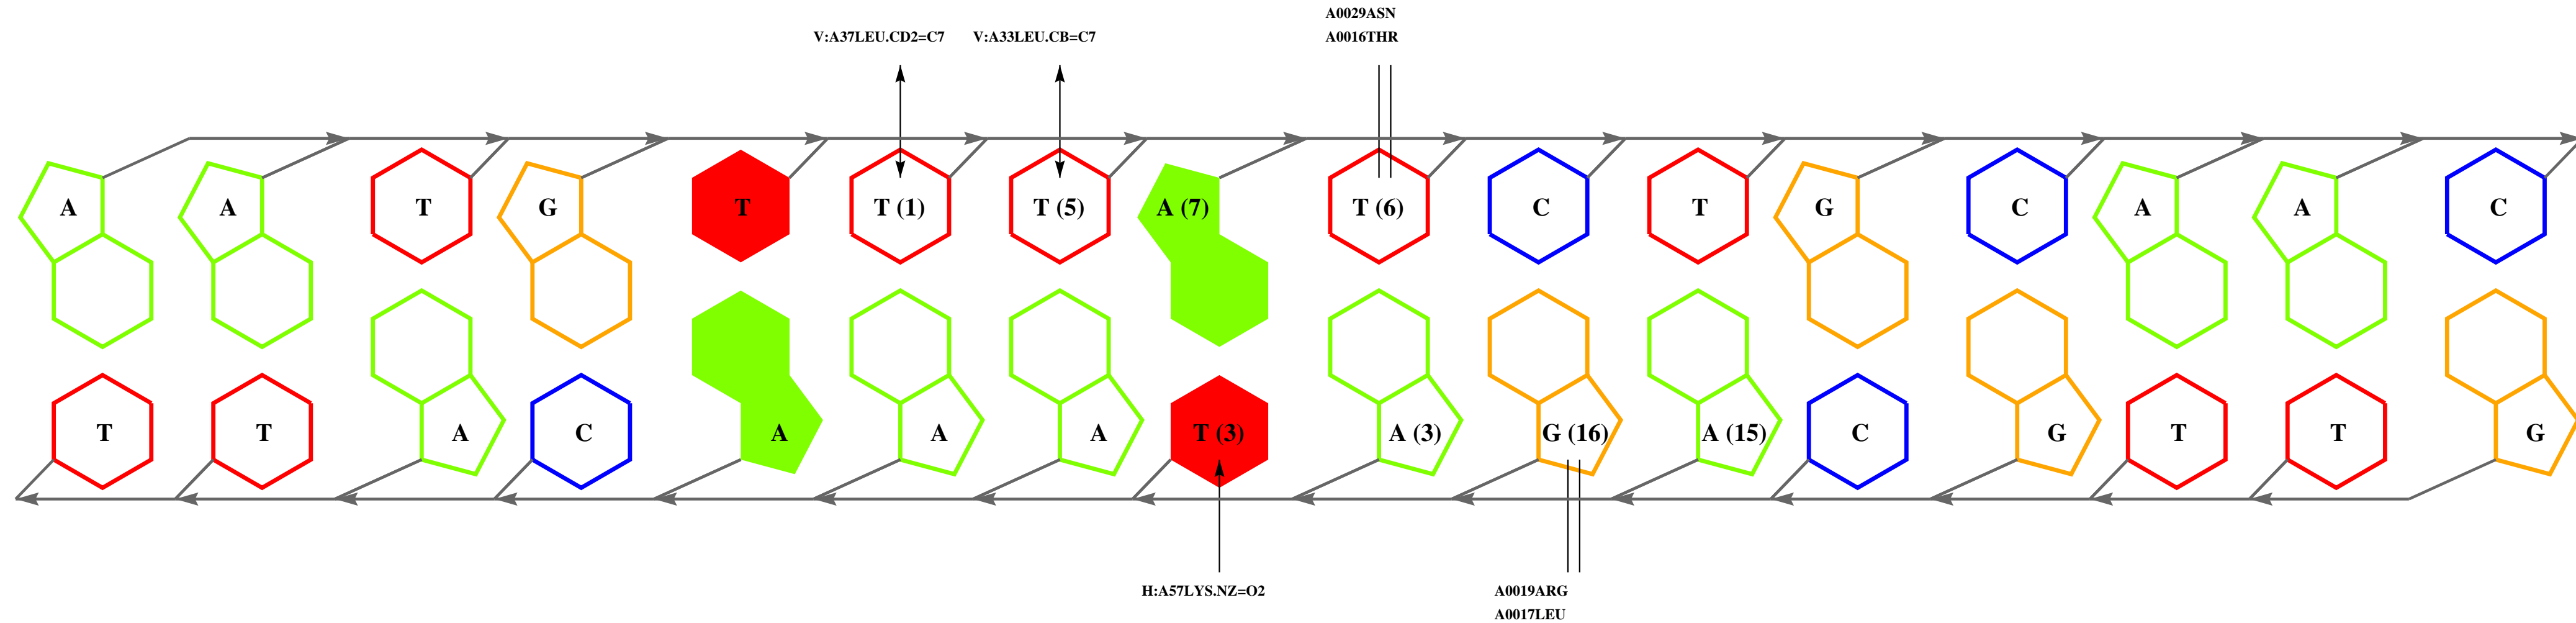 A0029ASN
V:A37LEU.CD2=C7 V:A33LEU.CB=C7 A0016THR
A A T G T T (1) T (5) A (7) T (6) C T G C A A C
T T A C A A A T (3) A (3) G (16) A (15) C G T T G
H:A57LYS.NZ=O2 A0019ARG
A0017LEU